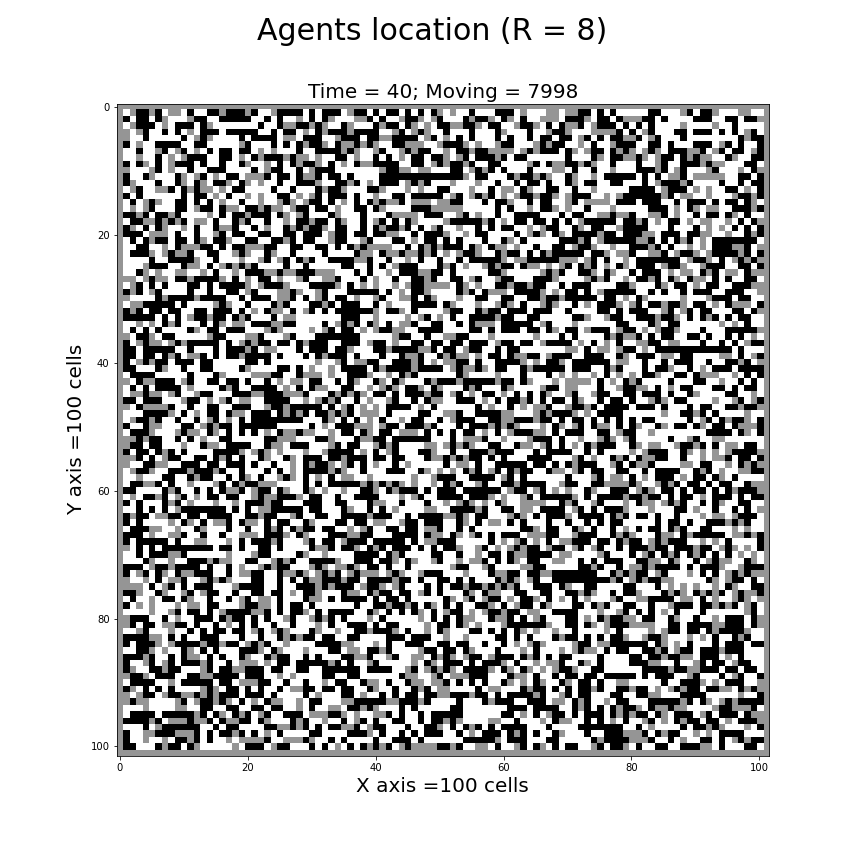 Agents location (R = 8)
Time = 40; Moving = 7998
0
20
40
60
80
100
Y axis =100 cells
0 20 40 60 80 100
X axis =100 cells